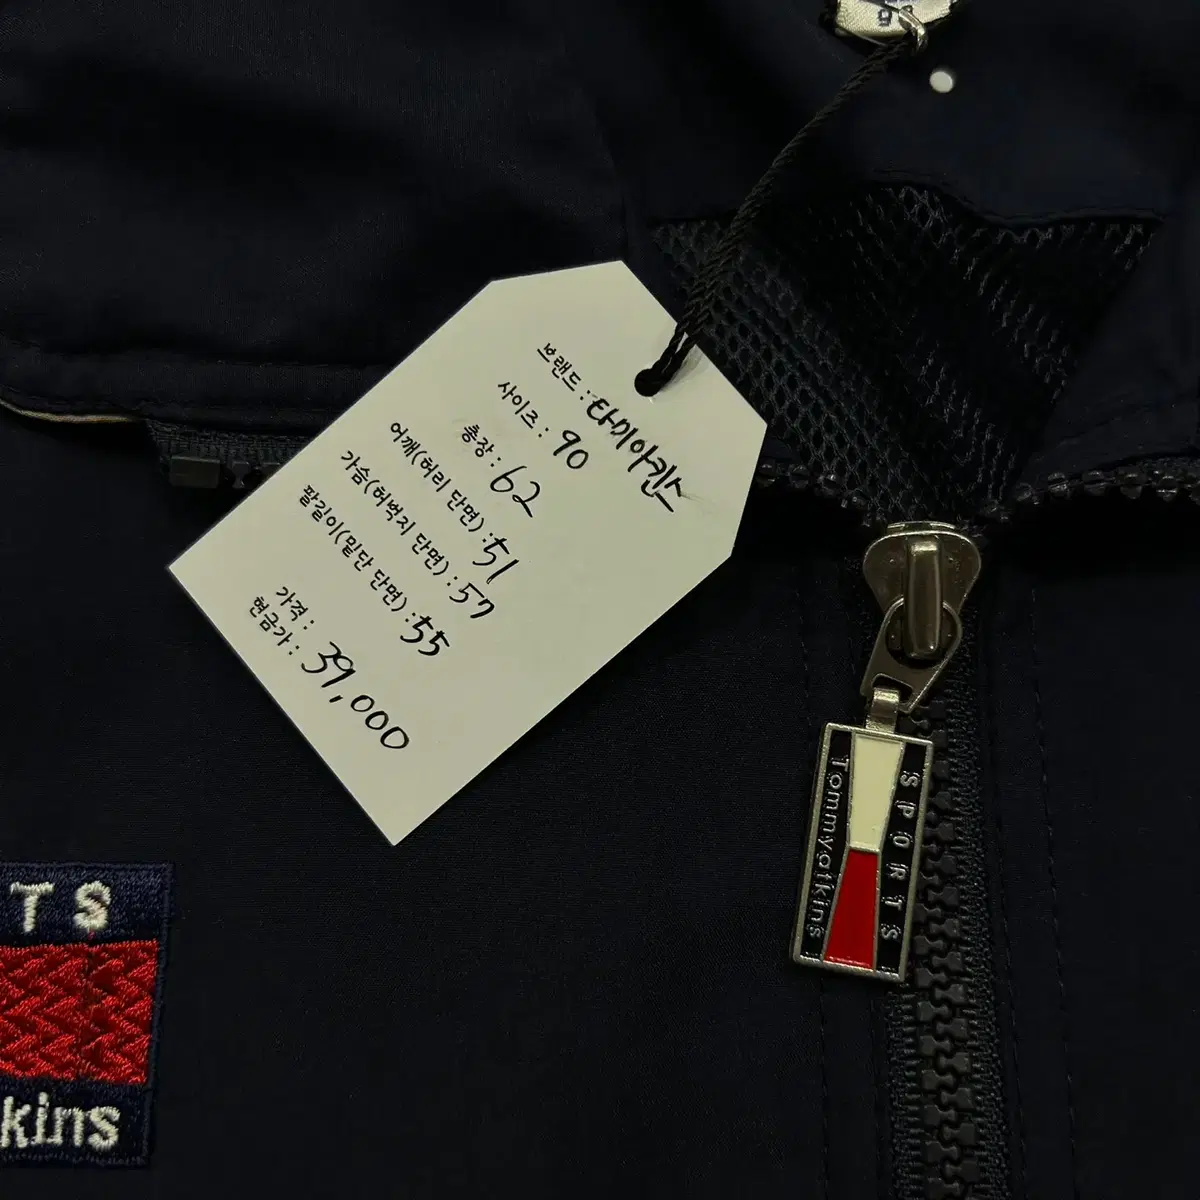 브랜드 : 타미아킨스
사이즈 : 90
총장 : 62
어깨(허리 단면) : 51
가슴(허벅지 단면) : 57
팔길이(밑단 단면) : 55
가격 :
현금가 : 39,000
SPORTS
Tommyatkins
TS
kins